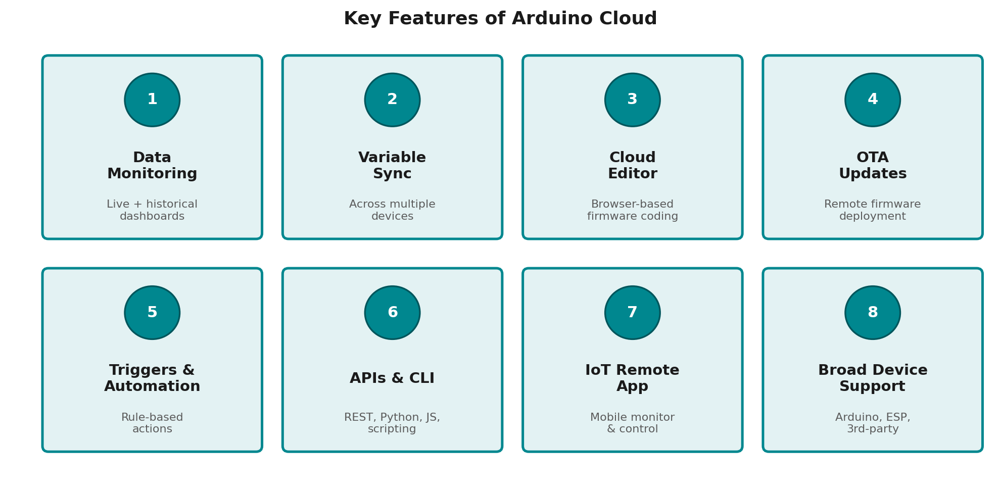 Key Features of Arduino Cloud
1
Data
Monitoring
Live + historical
dashboards
2
Variable
Sync
Across multiple
devices
3
Cloud
Editor
Browser-based
firmware coding
4
OTA
Updates
Remote firmware
deployment
5
Triggers &
Automation
Rule-based
actions
6
APIs & CLI
REST, Python, JS,
scripting
7
IoT Remote
App
Mobile monitor
& control
8
Broad Device
Support
Arduino, ESP,
3rd-party